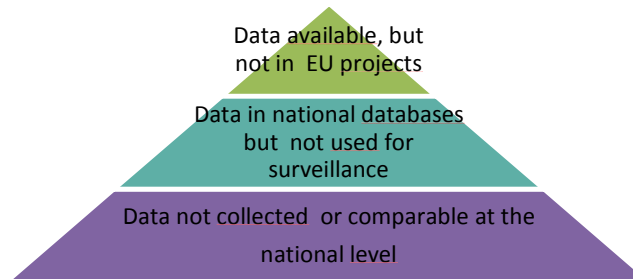 Data available, but
not in EU projects
Data in national databases
but not used for
surveillance
Data not collected or comparable at the
national level